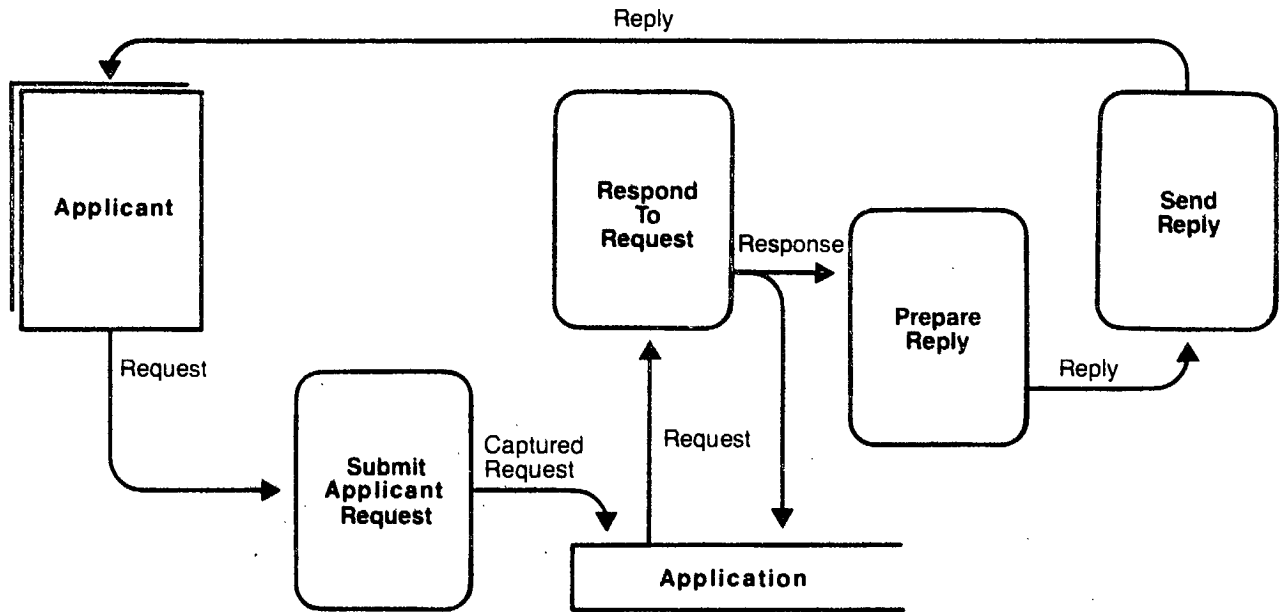 Reply
Applicant
Respond
To
Request
Send
Reply
Response
Prepare
Reply
Request
Reply
Submit
Applicant
Request
Captured
Request
Request
Application